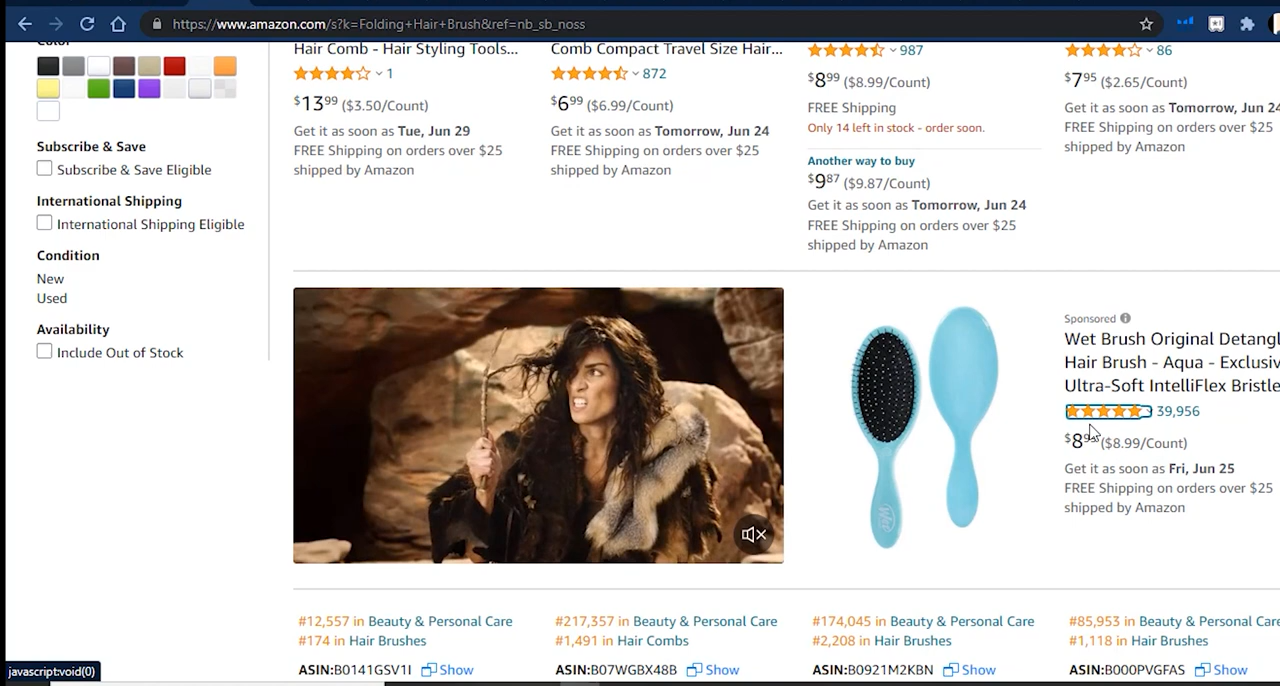 https://www.amazon.com/s?k=Folding+Hair+Brush&ref=nb_sb_noss
Color
Subscribe & Save
Subscribe & Save Eligible
International Shipping
International Shipping Eligible
Condition
New
Used
Availability
Include Out of Stock
Hair Comb - Hair Styling Tools...
1
$13.99 ($3.50/Count)
Get it as soon as Tue, Jun 29
FREE Shipping on orders over $25
shipped by Amazon
Comb Compact Travel Size Hair...
872
$6.99 ($6.99/Count)
Get it as soon as Tomorrow, Jun 24
FREE Shipping on orders over $25
shipped by Amazon
987
$8.99 ($8.99/Count)
FREE Shipping
Only 14 left in stock - order soon.
Another way to buy
$9.87 ($9.87/Count)
Get it as soon as Tomorrow, Jun 24
FREE Shipping on orders over $25
shipped by Amazon
86
$7.95 ($2.65/Count)
Get it as soon as Tomorrow, Jun 24
FREE Shipping on orders over $25
shipped by Amazon
Wet
Sponsored
Wet Brush Original Detangl
Hair Brush - Aqua - Exclusiv
Ultra-Soft IntelliFlex Bristle
39,956
$8.99 ($8.99/Count)
Get it as soon as Fri, Jun 25
FREE Shipping on orders over $25
shipped by Amazon
#12,557 in Beauty & Personal Care
#174 in Hair Brushes
ASIN:B0141GSV1I Show
#217,357 in Beauty & Personal Care
#1,491 in Hair Combs
ASIN:B07WGBX48B Show
#174,045 in Beauty & Personal Care
#2,208 in Hair Brushes
ASIN:B0921M2KBN Show
#85,953 in Beauty & Personal Care
#1,118 in Hair Brushes
ASIN:B000PVGFAS Show
javascript:void(0)